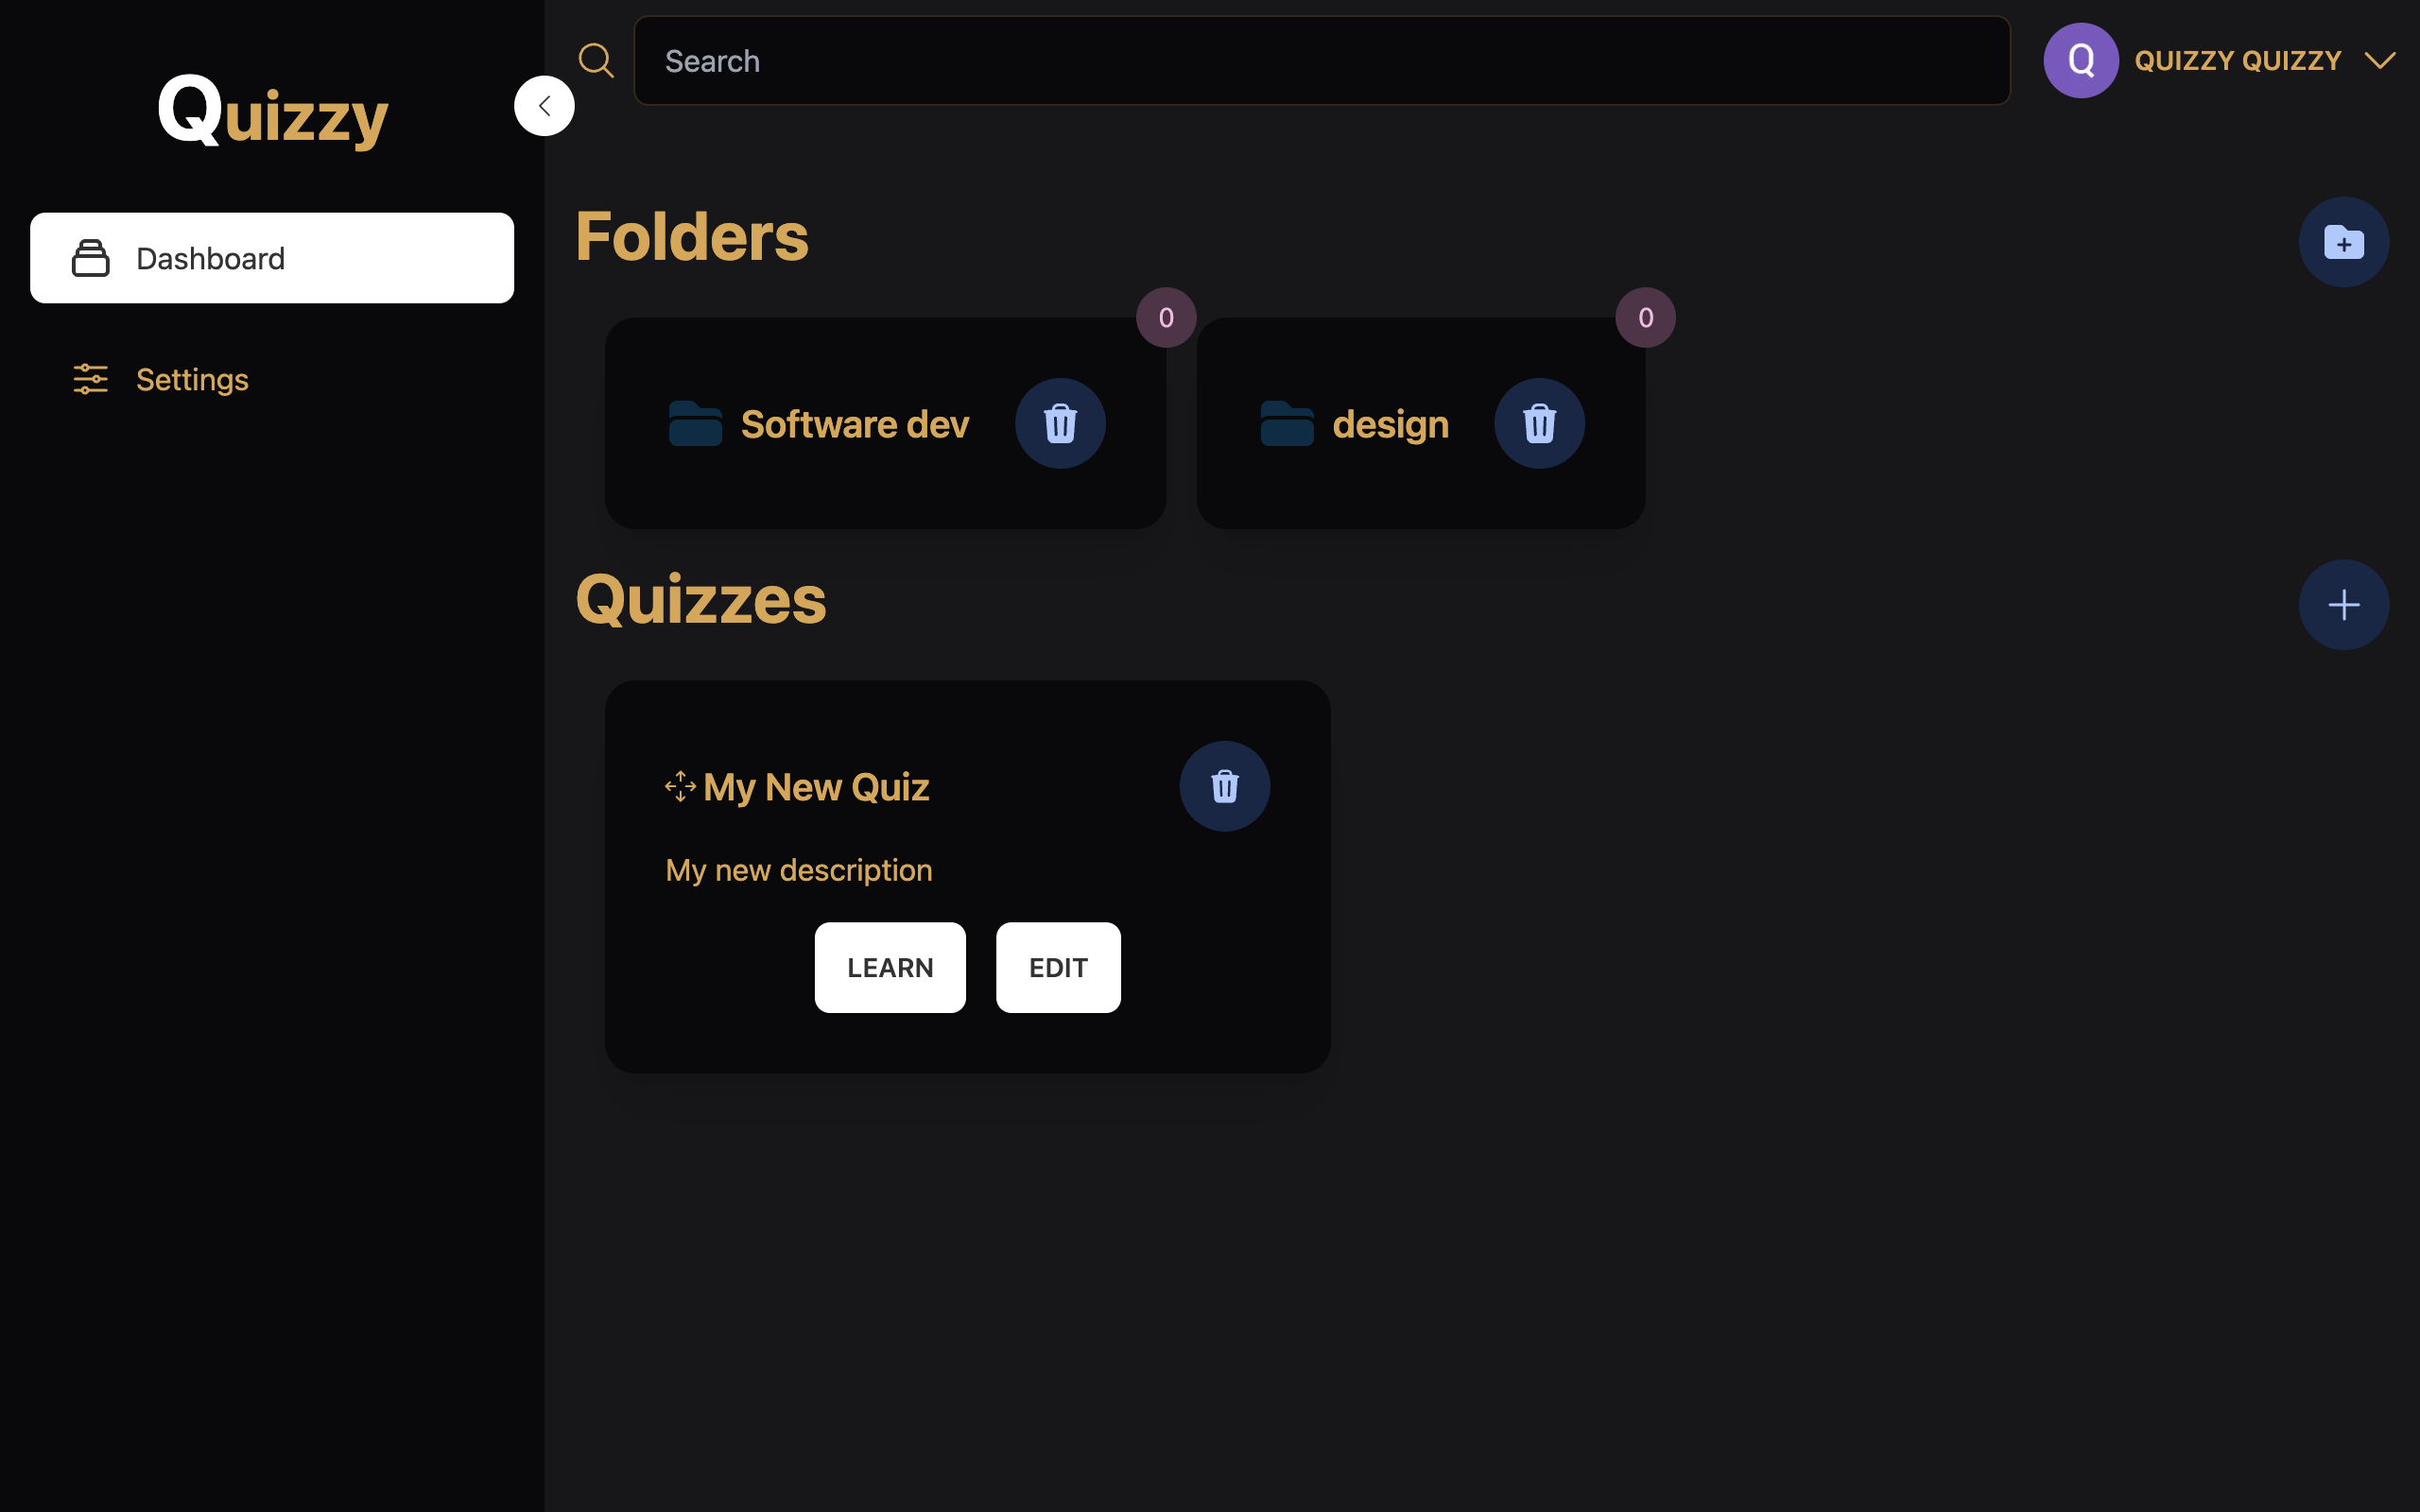 Quizzy
Search
Q QUIZZY QUIZZY
Dashboard
Settings
Folders
0
Software dev
0
design
Quizzes
My New Quiz
My new description
LEARN
EDIT